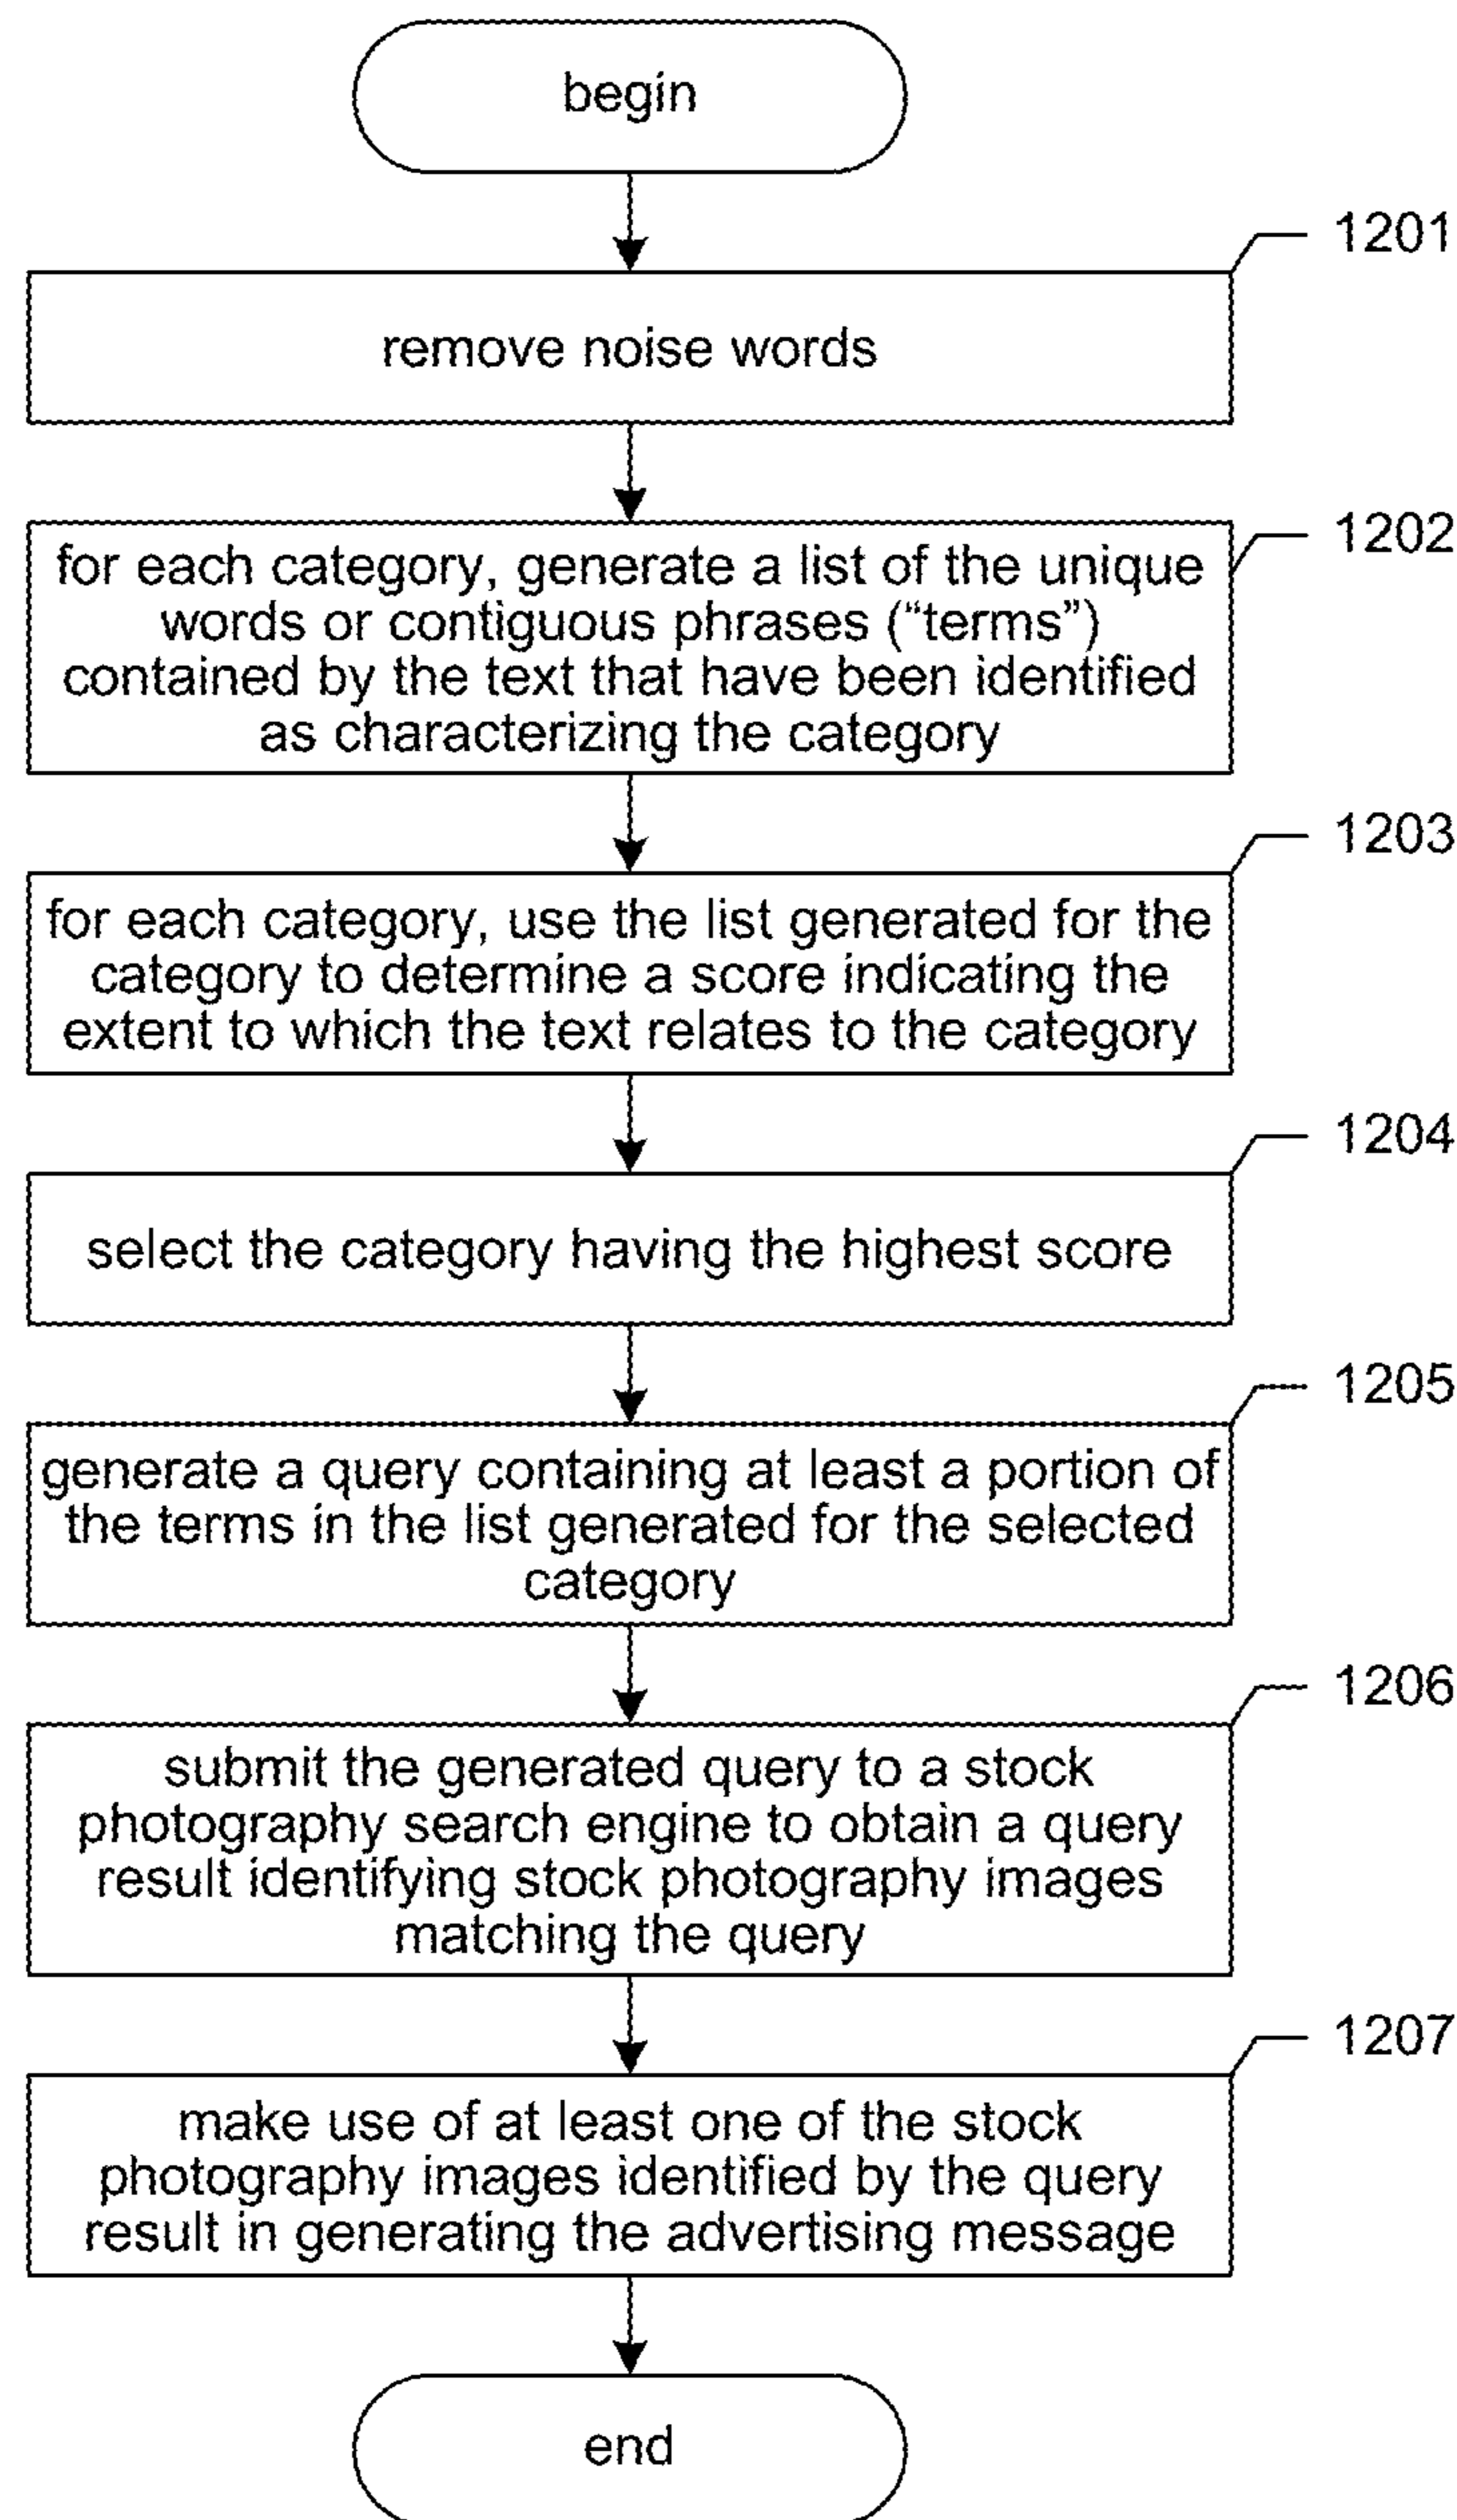 begin
1201
remove noise words
1202
for each category, generate a list of the unique
words or contiguous phrases (“terms”)
contained by the text that have been identified
as characterizing the category
1203
for each category, use the list generated for the
category to determine a score indicating the
extent to which the text relates to the category
1204
select the category having the highest score
1205
generate a query containing at least a portion of
the terms in the list generated for the selected
category
1206
submit the generated query to a stock
photography search engine to obtain a query
result identifying stock photography images
matching the query
1207
make use of at least one of the stock
photography images identified by the query
result in generating the advertising message
end